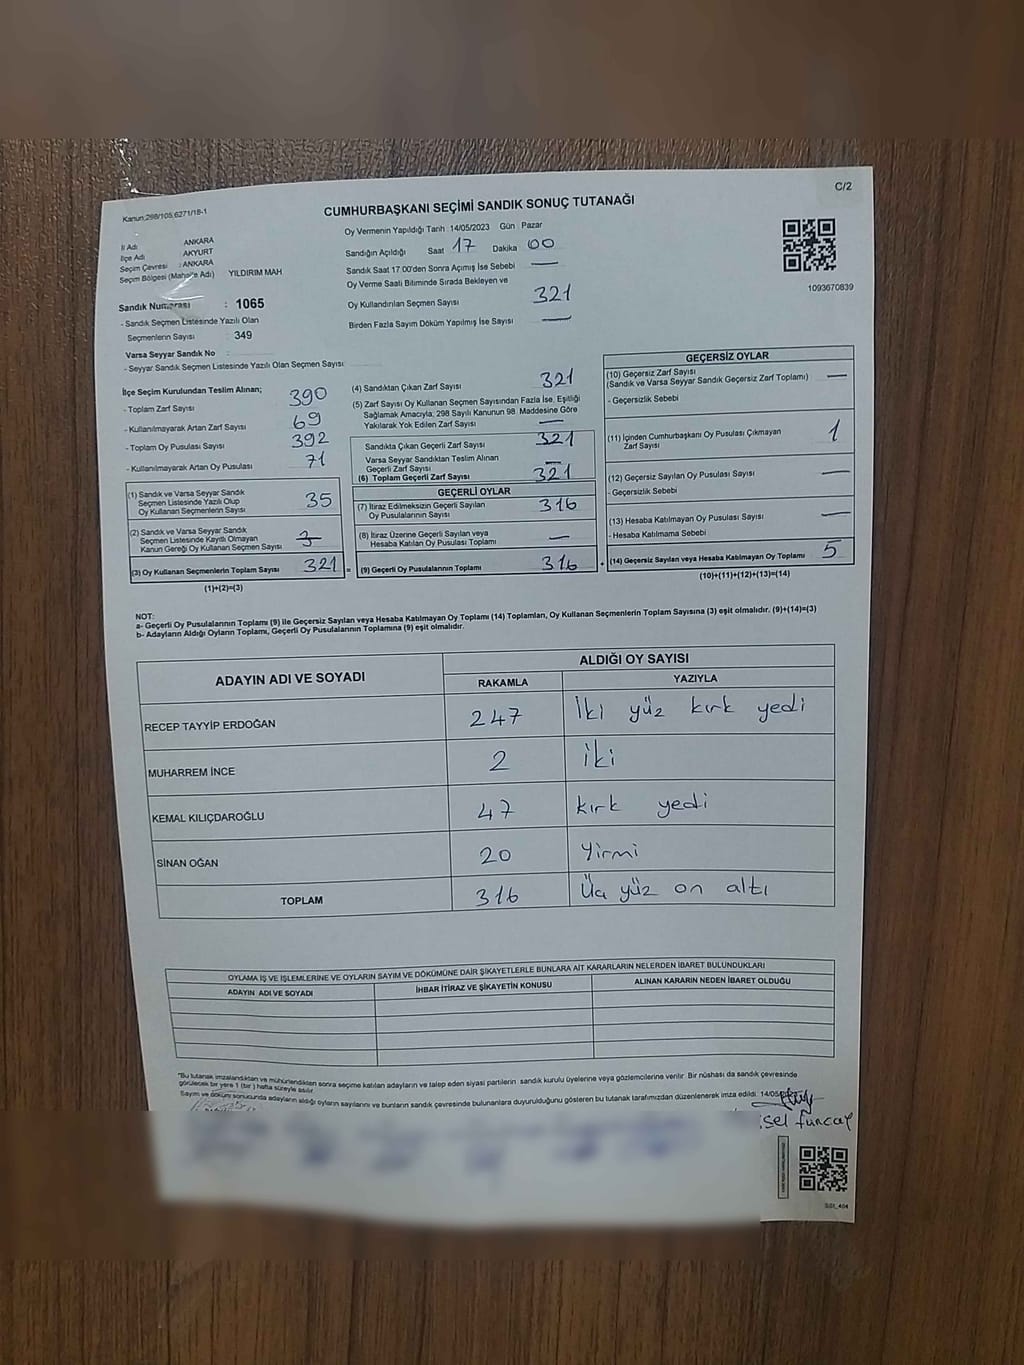 C/2
Kanun:298/105,6271/18-1
CUMHURBAŞKANI SEÇİMİ SANDIK SONUÇ TUTANAĞI
İl Adı ANKARA
İlçe Adı AKYURT
Seçim Çevresi : ANKARA
Seçim Bölgesi (Mahalle Adı) YILDIRIM MAH
Sandık Numarası : 1065
- Sandık Seçmen Listesinde Yazılı Olan
Seçmenlerin Sayısı 349
Varsa Seyyar Sandık No :
- Seyyar Sandık Seçmen Listesinde Yazılı Olan Seçmen Sayısı:
Oy Vermenin Yapıldığı Tarih 14/05/2023 Gün Pazar
Sandığın Açıldığı Saat 17 Dakika 00
Sandık Saat 17:00'den Sonra Açımış İse Sebebi —
Oy Verme Saati Bitiminde Sırada Bekleyen ve
Oy Kullandırılan Seçmen Sayısı 321
Birden Fazla Sayım Döküm Yapılmış İse Sayısı —
1093670839
İlçe Seçim Kurulundan Teslim Alınan;
- Toplam Zarf Sayısı 390
- Kullanılmayarak Artan Zarf Sayısı 69
- Toplam Oy Pusulası Sayısı 392
- Kullanılmayarak Artan Oy Pusulası 71
(1) Sandık ve Varsa Seyyar Sandık
Seçmen Listesinde Yazılı Olup
Oy Kullanan Seçmenlerin Sayısı 35
(2) Sandık ve Varsa Seyyar Sandık
Seçmen Listesinde Kayıtlı Olmayan
Kanun Gereği Oy Kullanan Seçmen Sayısı 3
(3) Oy Kullanan Seçmenlerin Toplam Sayısı 321 =
(1)+(2)=(3)
(4) Sandıktan Çıkan Zarf Sayısı 321
(5) Zarf Sayısı Oy Kullanan Seçmen Sayısından Fazla İse, Eşitliği
Sağlamak Amacıyla; 298 Sayılı Kanunun 98. Maddesine Göre
Yakılarak Yok Edilen Zarf Sayısı —
Sandıkta Çıkan Geçerli Zarf Sayısı 321
Varsa Seyyar Sandıktan Teslim Alınan
Geçerli Zarf Sayısı —
(6) Toplam Geçerli Zarf Sayısı 321
GEÇERLİ OYLAR
(7) İtiraz Edilmeksizin Geçerli Sayılan
Oy Pusulalarının Sayısı 316
(8) İtiraz Üzerine Geçerli Sayılan veya
Hesaba Katılan Oy Pusulası Toplamı —
(9) Geçerli Oy Pusulalarının Toplamı 316 +
GEÇERSİZ OYLAR
(10) Geçersiz Zarf Sayısı —
(Sandık ve Varsa Seyyar Sandık Geçersiz Zarf Toplamı)
- Geçersizlik Sebebi
(11) İçinden Cumhurbaşkanı Oy Pusulası Çıkmayan
Zarf Sayısı 1
(12) Geçersiz Sayılan Oy Pusulası Sayısı —
- Geçersizlik Sebebi
(13) Hesaba Katılmayan Oy Pusulası Sayısı —
- Hesaba Katılmama Sebebi
(14) Geçersiz Sayılan veya Hesaba Katılmayan Oy Toplamı 5
(10)+(11)+(12)+(13)=(14)
NOT:
a- Geçerli Oy Pusulalarının Toplamı (9) ile Geçersiz Sayılan veya Hesaba Katılmayan Oy Toplamı (14) Toplamları, Oy Kullanan Seçmenlerin Toplam Sayısına (3) eşit olmalıdır. (9)+(14)=(3)
b- Adayların Aldığı Oyların Toplamı, Geçerli Oy Pusulalarının Toplamına (9) eşit olmalıdır.
ADAYIN ADI VE SOYADI ALDIĞI OY SAYISI
RAKAMLA YAZIYLA
RECEP TAYYİP ERDOĞAN 247 İki yüz kırk yedi
MUHARREM İNCE 2 iki
KEMAL KILIÇDAROĞLU 47 kırk yedi
SİNAN OĞAN 20 Yirmi
TOPLAM 316 Üç yüz on altı
OYLAMA İŞ VE İŞLEMLERİNE VE OYLARIN SAYIM VE DÖKÜMÜNE DAİR ŞİKAYETLERLE BUNLARA AİT KARARLARIN NELERDEN İBARET BULUNDUKLARI
ADAYIN ADI VE SOYADI İHBAR İTİRAZ VE ŞİKAYETİN KONUSU ALINAN KARARIN NEDEN İBARET OLDUĞU
*Bu tutanak imzalandıktan ve mühürlendikten sonra seçime katılan adayların ve talep eden siyasi partilerin sandık kurulu üyelerine veya gözlemcilerine verilir. Bir nüshası da sandık çevresinde
görülecek bir yere 1 (bir) hafta süreyle asılır.
Sayım ve döküm sonucunda adayların aldığı oyların sayılarını ve bunların sandık çevresinde bulunanlara duyurulduğunu gösteren bu tutanak tarafımızdan düzenlenerek imza edildi. 14/05